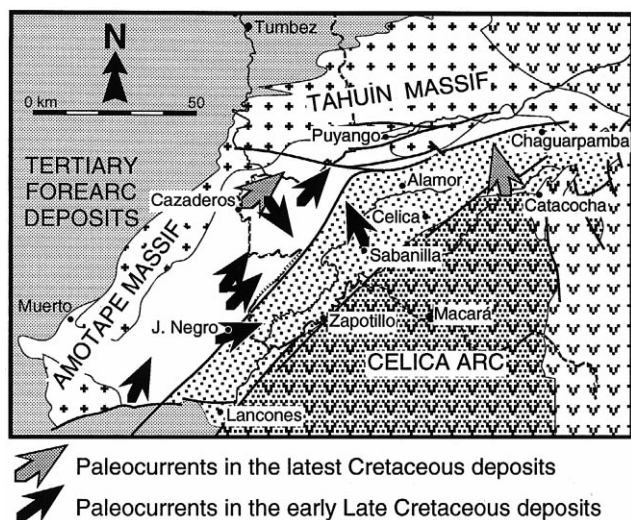 Tumbez
N
0 km 50
TAHUIN MASSIF
Puyango
Chaguarpamba
TERTIARY
FOREARC
DEPOSITS
Cazaderos
Alamor
Catacocha
Celica
Sabanilla
AMOTAPE MASSIF
Muerto
J. Negro
Zapotillo
Macará
CELICA ARC
Lancones
Paleocurrents in the latest Cretaceous deposits
Paleocurrents in the early Late Cretaceous deposits